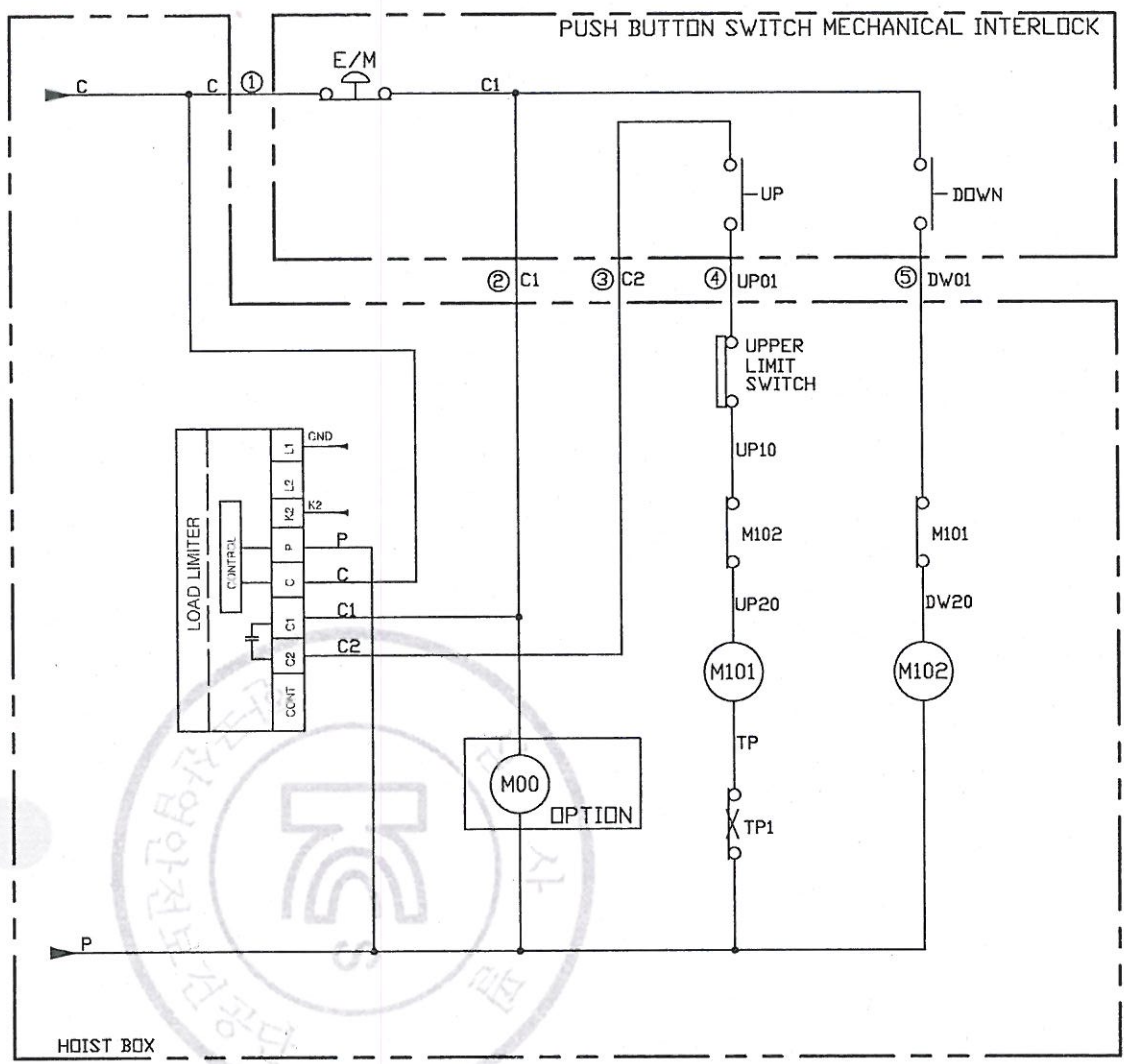 PUSH BUTTON SWITCH MECHANICAL INTERLOCK
E/M
C
C
①
C1
UP
DOWN
②
C1
③
C2
④
UP01
⑤
DW01
UPPER
LIMIT
SWITCH
UP10
LOAD LIMITER
CONTROL
L1
GND
L2
K2
K2
P
P
C
C
C1
C1
C2
C2
CONT
M102
M101
UP20
DW20
M101
M102
TP
M00
OPTION
TP1
P
HOIST BOX
S